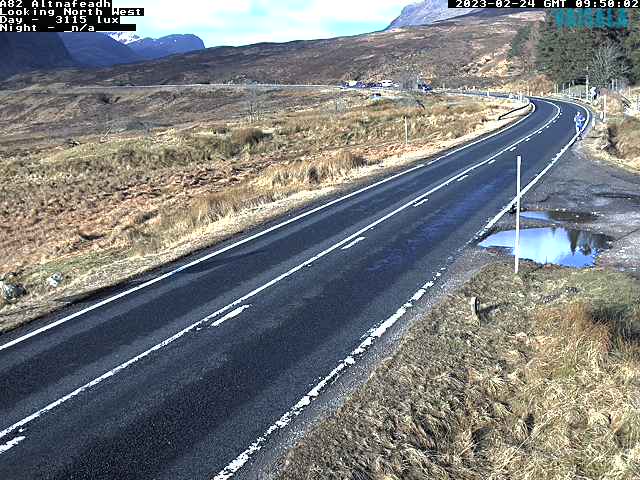 A82 Altnafeadh
Looking North West
Day - 3115 lux
Night - n/a
2023-02-24 GMT 09:50:02
VAISALA